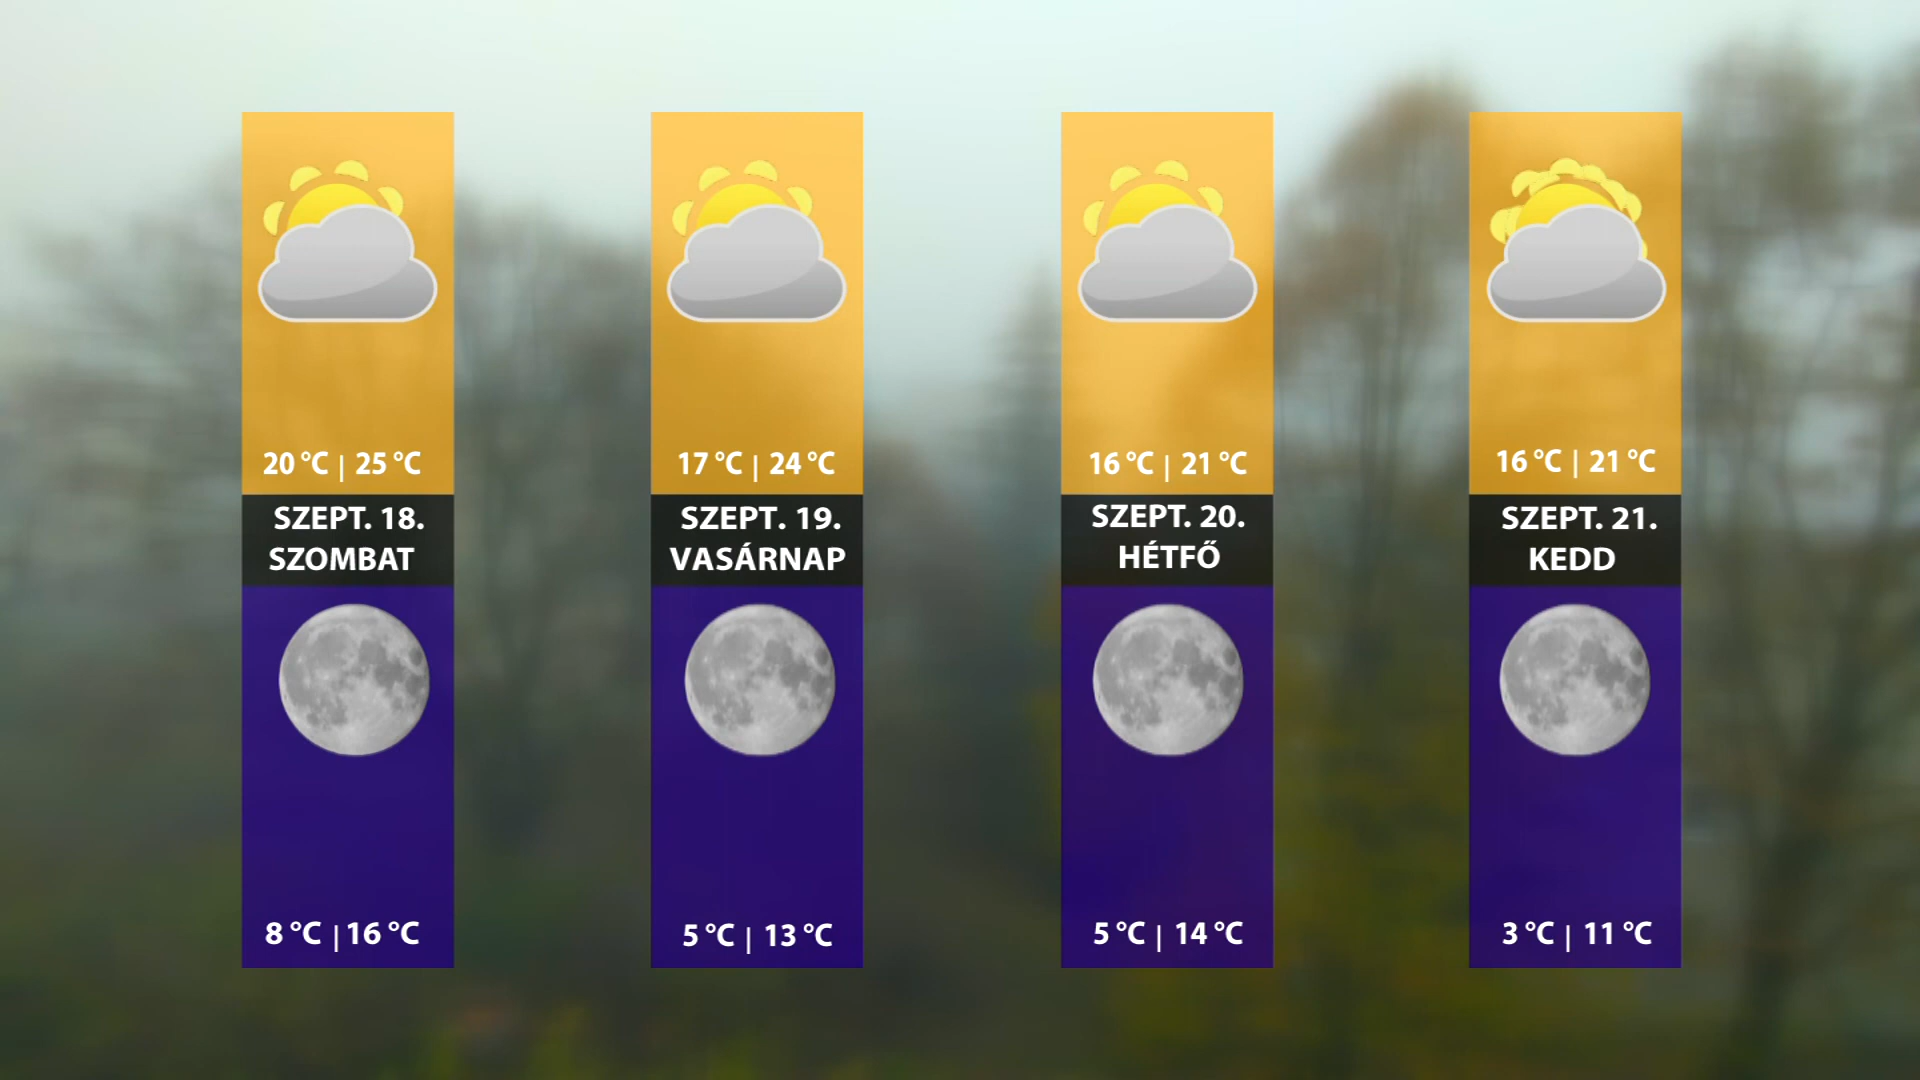 20 °C | 25 °C
SZEPT. 18.
SZOMBAT
8 °C | 16 °C
17 °C | 24 °C
SZEPT. 19.
VASÁRNAP
5 °C | 13 °C
16 °C | 21 °C
SZEPT. 20.
HÉTFŐ
5 °C | 14 °C
16 °C | 21 °C
SZEPT. 21.
KEDD
3 °C | 11 °C